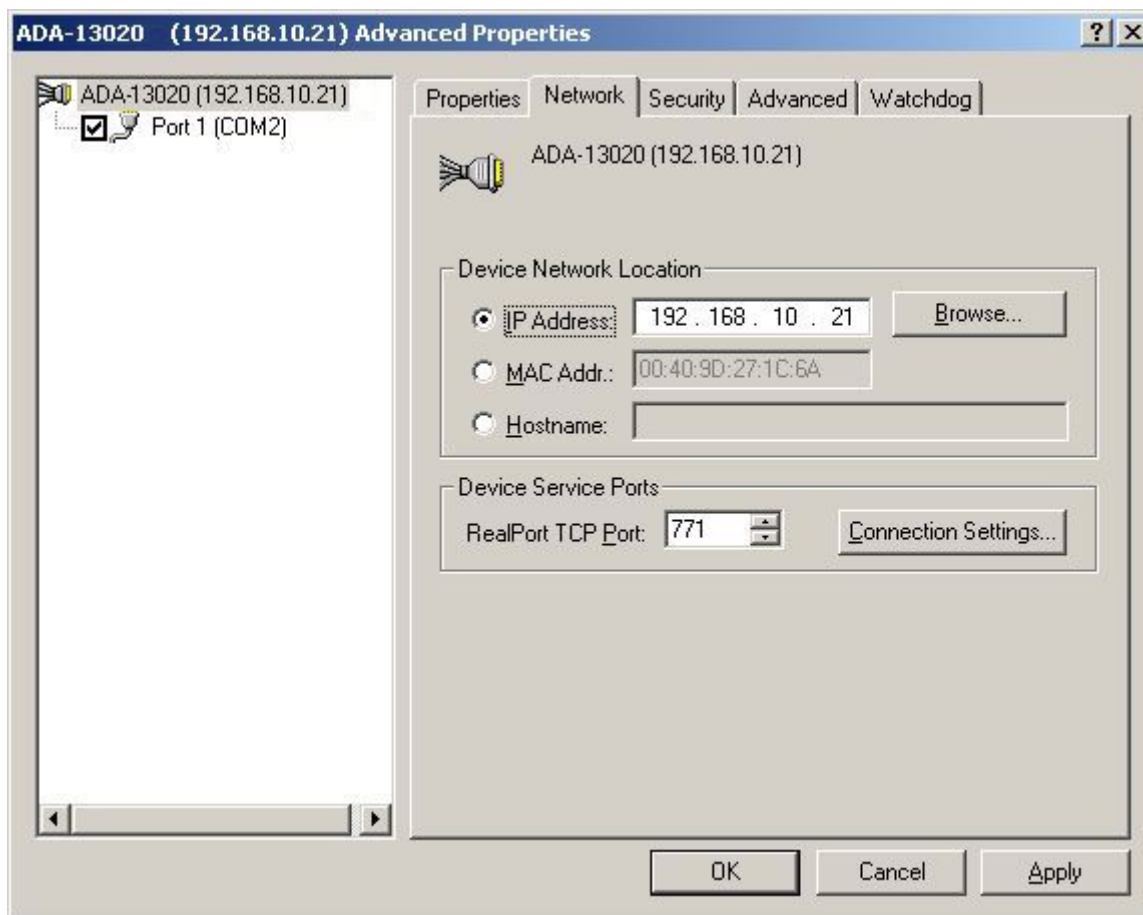 ADA-13020 (192.168.10.21) Advanced Properties
ADA-13020 (192.168.10.21)
Port 1 (COM2)
Properties Network Security Advanced Watchdog
ADA-13020 (192.168.10.21)
Device Network Location
IP Address: 192 . 168 . 10 . 21 Browse...
MAC Addr.: 00:40:9D:27:1C:6A
Hostname:
Device Service Ports
RealPort TCP Port: 771 Connection Settings...
OK Cancel Apply